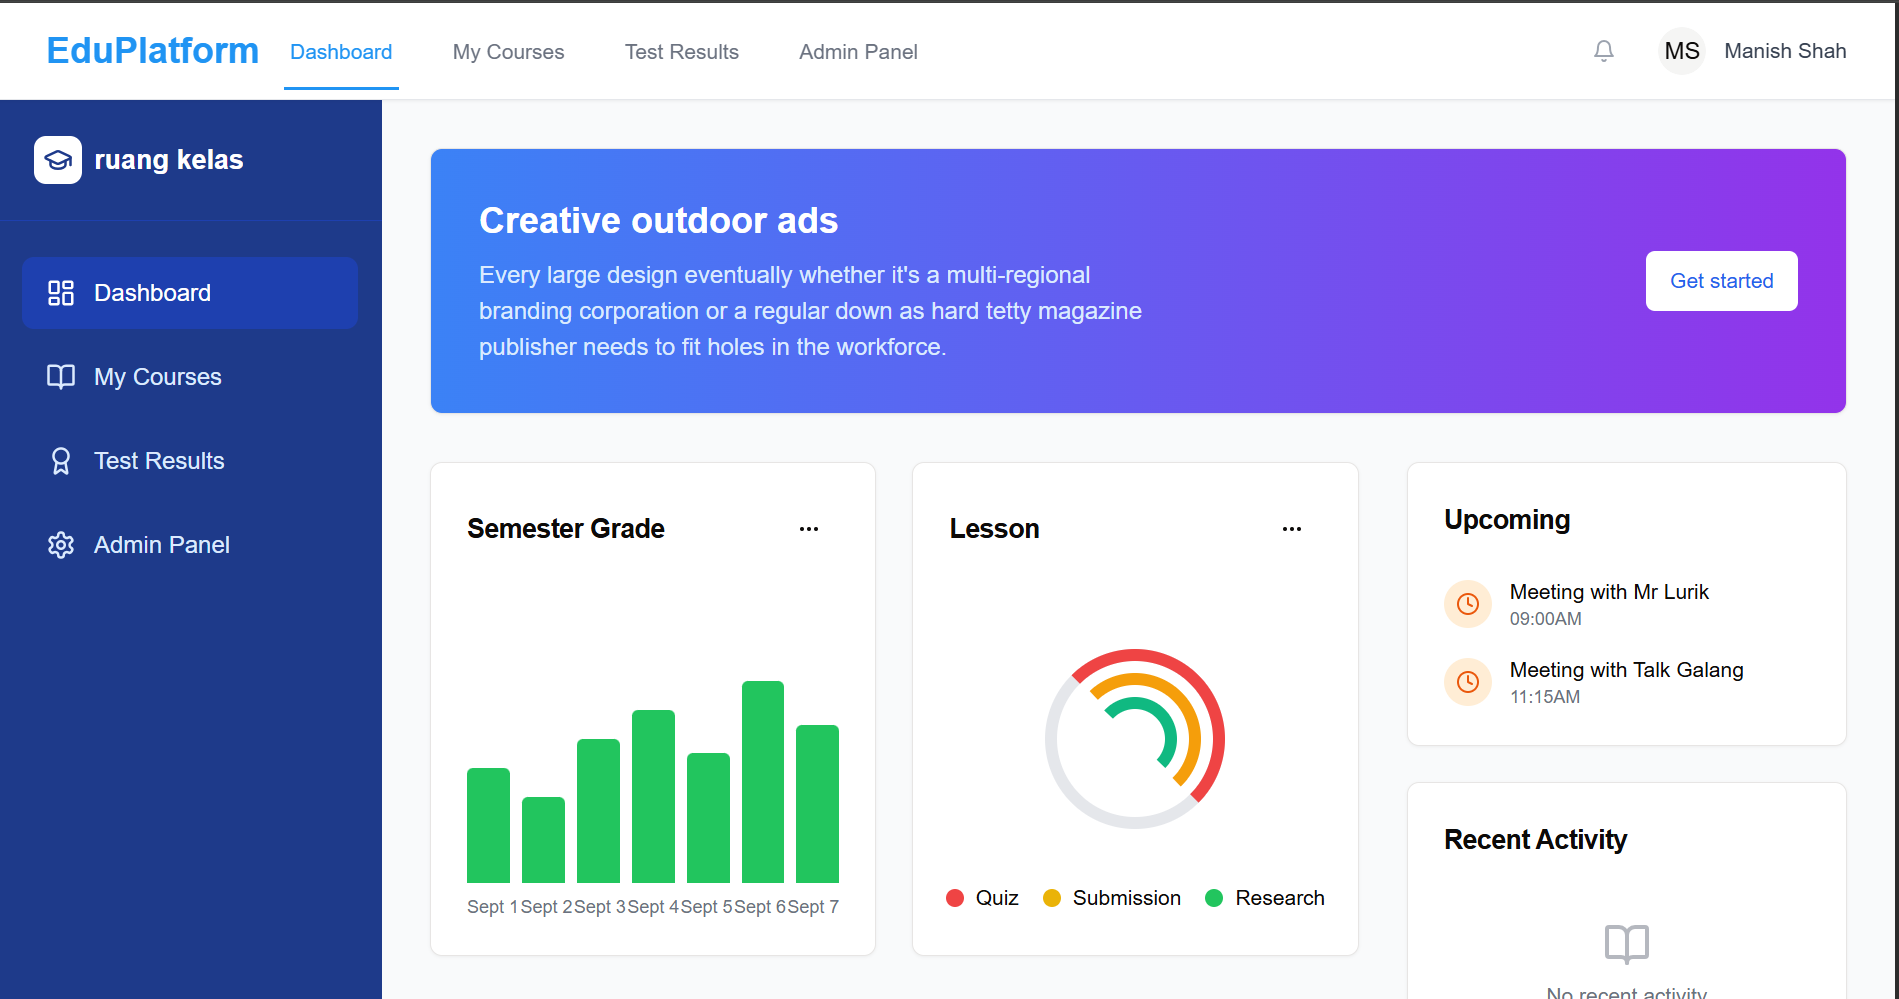 EduPlatform
Dashboard
My Courses
Test Results
Admin Panel
MS
Manish Shah
ruang kelas
Dashboard
My Courses
Test Results
Admin Panel
Creative outdoor ads
Every large design eventually whether it's a multi-regional
branding corporation or a regular down as hard tetty magazine
publisher needs to fit holes in the workforce.
Get started
Semester Grade
Sept 1 Sept 2 Sept 3 Sept 4 Sept 5 Sept 6 Sept 7
Lesson
Quiz
Submission
Research
Upcoming
Meeting with Mr Lurik
09:00AM
Meeting with Talk Galang
11:15AM
Recent Activity
No recent activity